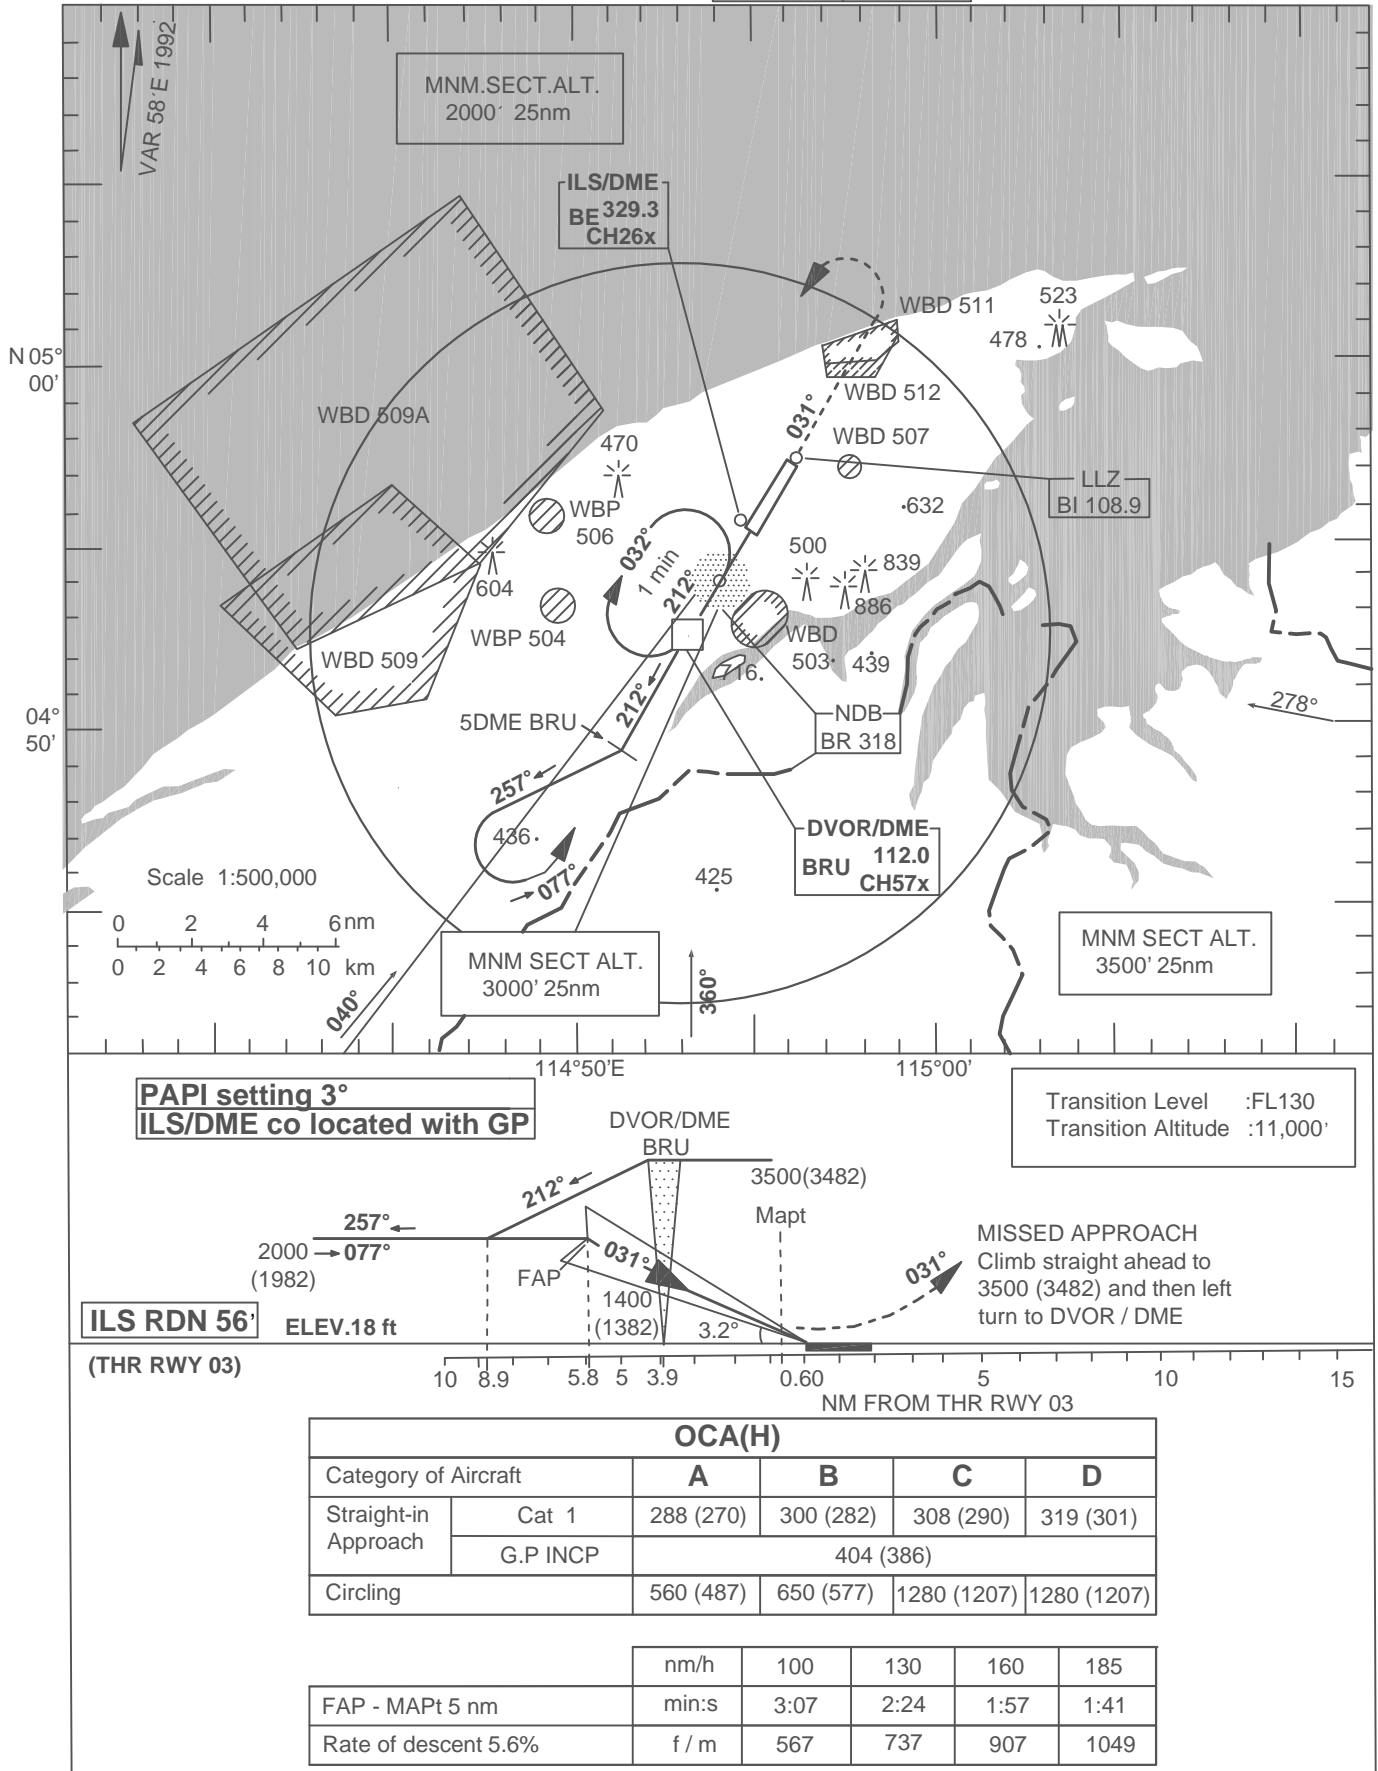 VAR 58'E 1992
MNM.SECT.ALT.
2000' 25nm
ILS/DME
BE 329.3
CH26x
WBD 511
523
478
N 05°
00'
WBD 512
WBD 509A
031°
WBD 507
470
LLZ
BI 108.9
WBP
506
632
032°
1 min
212°
500
839
604
886
WBP 504
WBD
503
439
WBD 509
716
212°
NDB
BR 318
278°
04°
50'
5DME BRU
257°
436
DVOR/DME
BRU 112.0
CH57x
077°
425
Scale 1:500,000
0 2 4 6 nm
0 2 4 6 8 10 km
MNM SECT ALT.
3000' 25nm
MNM SECT ALT.
3500' 25nm
040°
360°
114°50'E
115°00'
PAPI setting 3°
ILS/DME co located with GP
Transition Level :FL130
Transition Altitude :11,000'
DVOR/DME
BRU
3500(3482)
212°
Mapt
257°
2000 077°
(1982)
FAP
031°
1400
(1382)
3.2°
031°
MISSED APPROACH
Climb straight ahead to
3500 (3482) and then left
turn to DVOR / DME
ILS RDN 56'
ELEV.18 ft
(THR RWY 03)
10 8.9 5.8 5 3.9 0.60 5 10 15
NM FROM THR RWY 03
OCA(H)
Category of Aircraft A B C D
Straight-in
Approach
Cat 1 288 (270) 300 (282) 308 (290) 319 (301)
G.P INCP 404 (386)
Circling 560 (487) 650 (577) 1280 (1207) 1280 (1207)
nm/h 100 130 160 185
FAP - MAPt 5 nm min:s 3:07 2:24 1:57 1:41
Rate of descent 5.6% f / m 567 737 907 1049